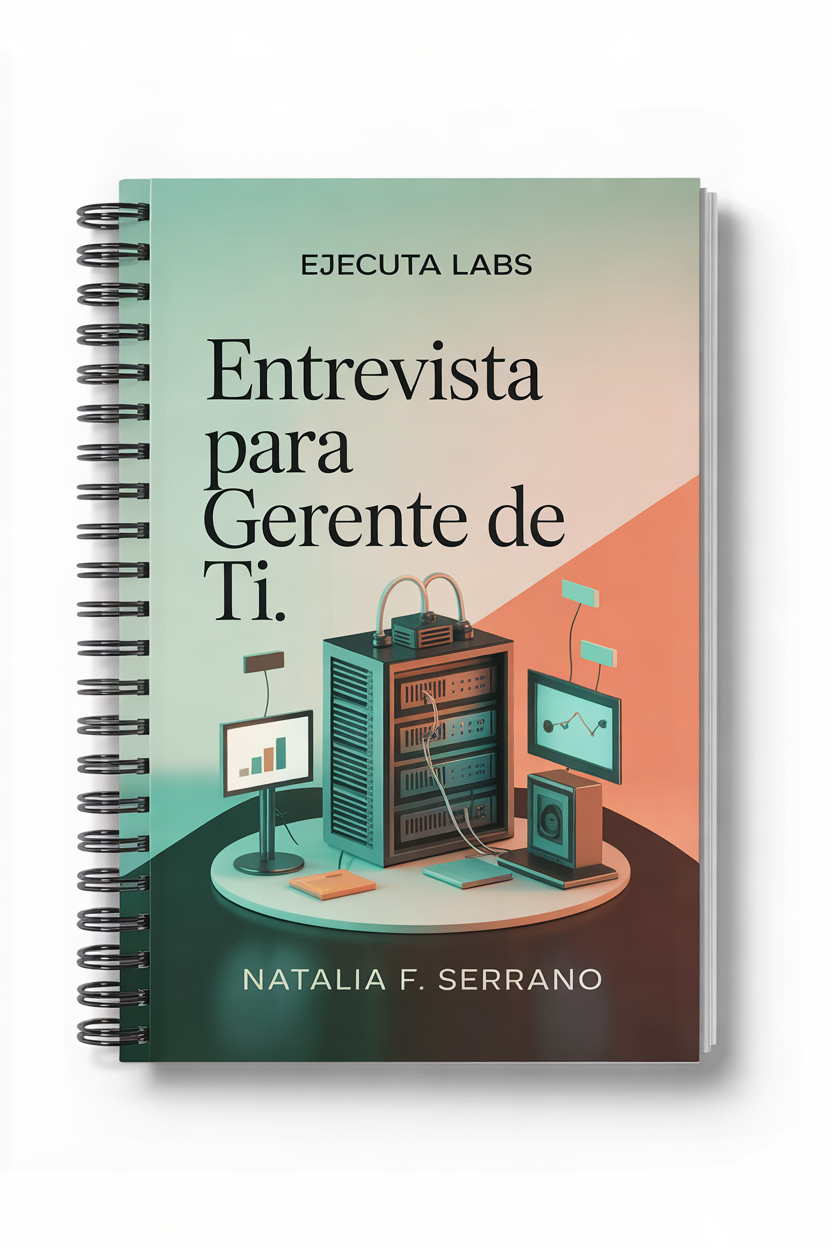 EJECUTA LABS
Entrevista
para
Gerente de
Ti.
NATALIA F. SERRANO